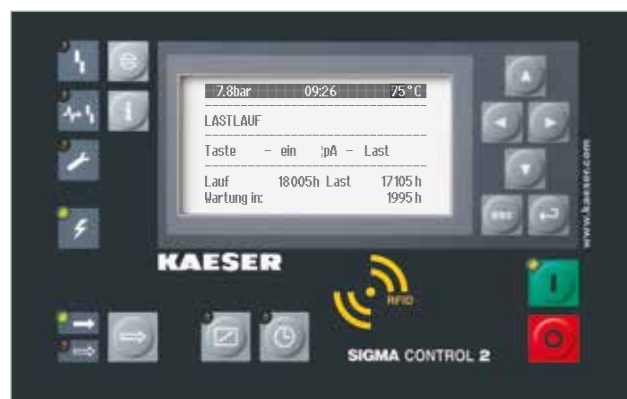 7.8bar 09:26 75°C
LASTLAUF
Taste - ein ¦pA - Last
Lauf 18005h Last 17105h
Wartung in: 1995h
i
esc
www.kaeser.com
KAESER
RFID
I
O
SIGMA CONTROL 2